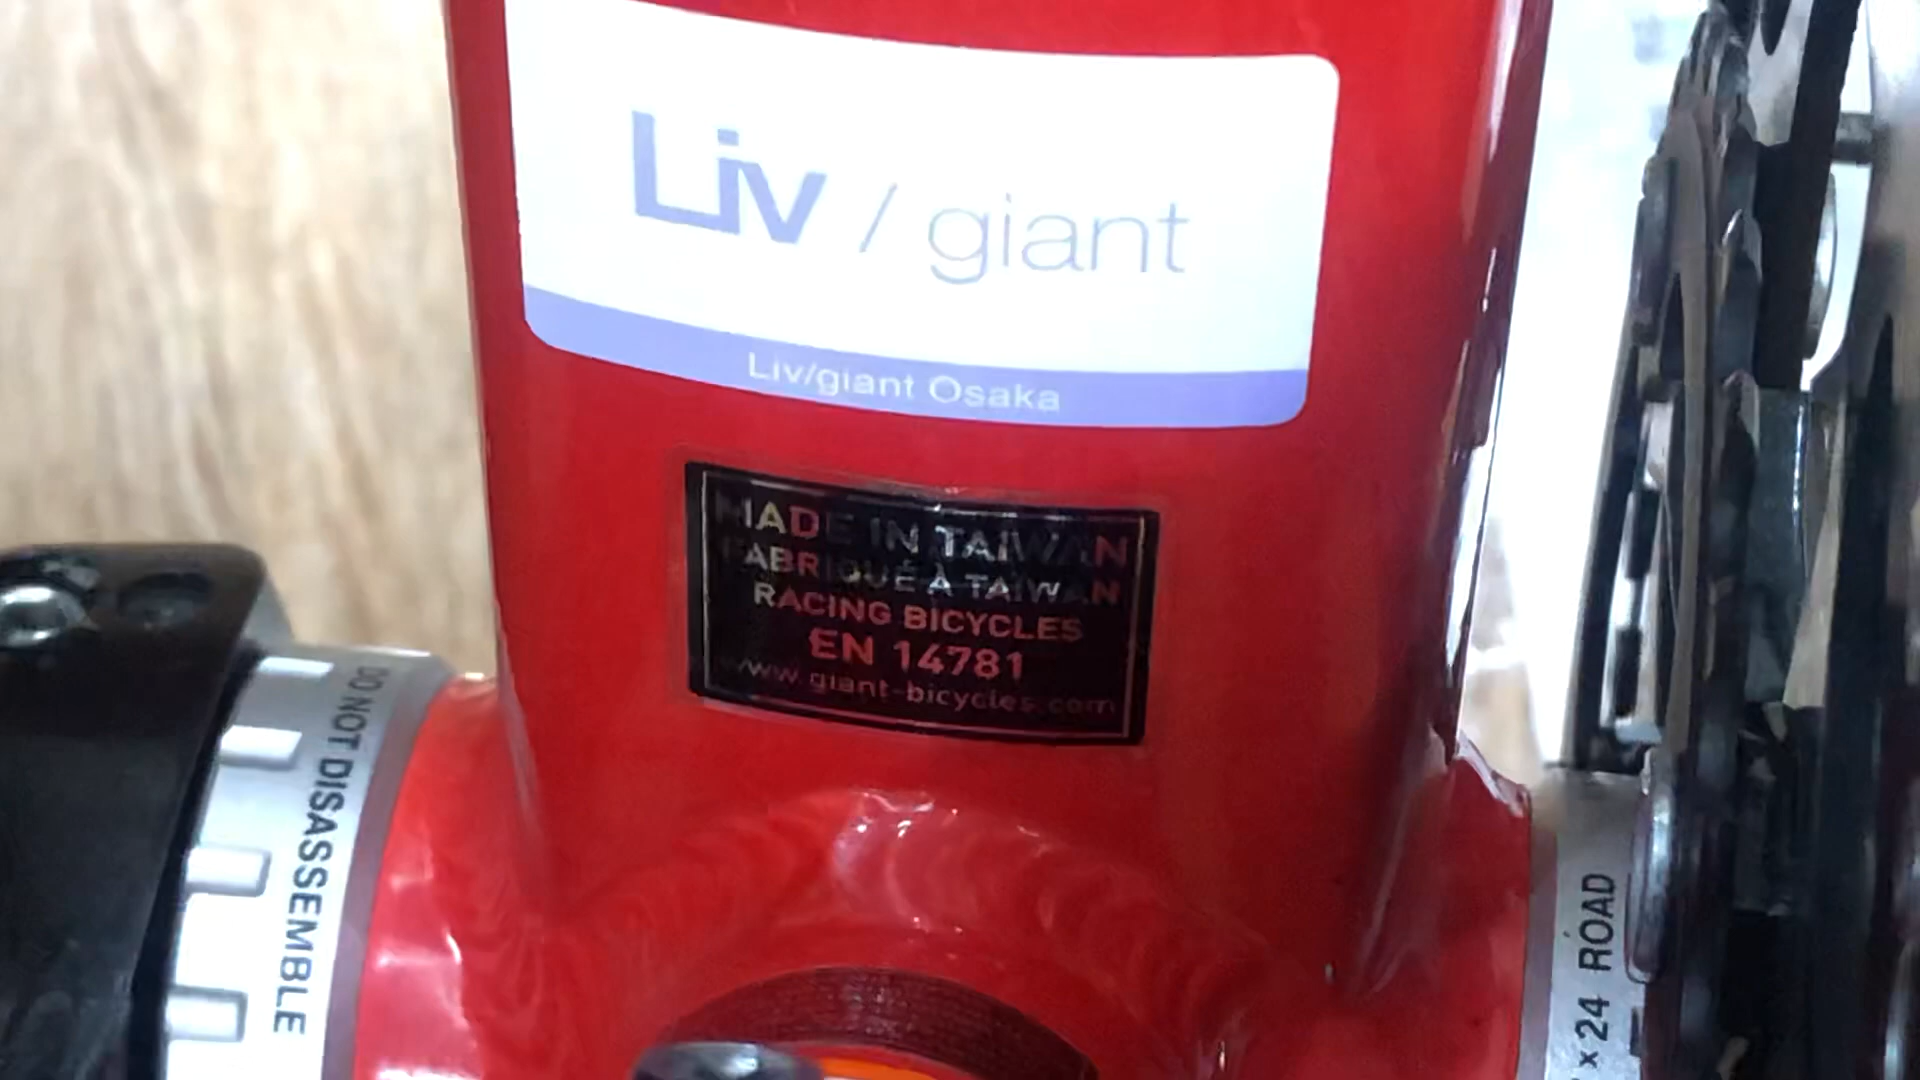 Liv / giant
Liv/giant Osaka
MADE IN TAIWAN
FABRIQUÉ À TAIWAN
RACING BICYCLES
EN 14781
www.giant-bicycles.com
DO NOT DISASSEMBLE
x24 ROAD